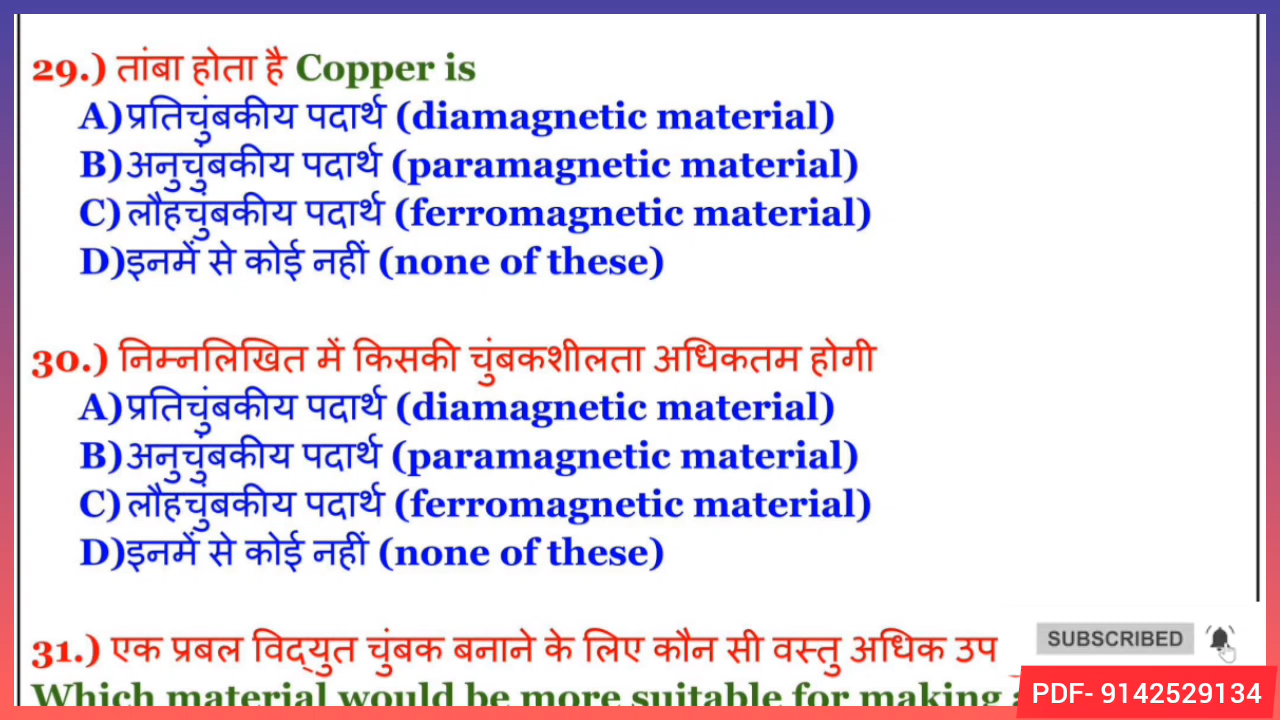 29.) तांबा होता है Copper is
A) प्रतिचुंबकीय पदार्थ (diamagnetic material)
B) अनुचुंबकीय पदार्थ (paramagnetic material)
C) लौहचुंबकीय पदार्थ (ferromagnetic material)
D)इनमें से कोई नहीं (none of these)
30.) निम्नलिखित में किसकी चुंबकशीलता अधिकतम होगी
A) प्रतिचुंबकीय पदार्थ (diamagnetic material)
B) अनुचुंबकीय पदार्थ (paramagnetic material)
C) लौहचुंबकीय पदार्थ (ferromagnetic material)
D)इनमें से कोई नहीं (none of these)
31.) एक प्रबल विद्युत चुंबक बनाने के लिए कौन सी वस्तु अधिक उप
SUBSCRIBED
Which material would be more suitable for making
PDF- 9142529134